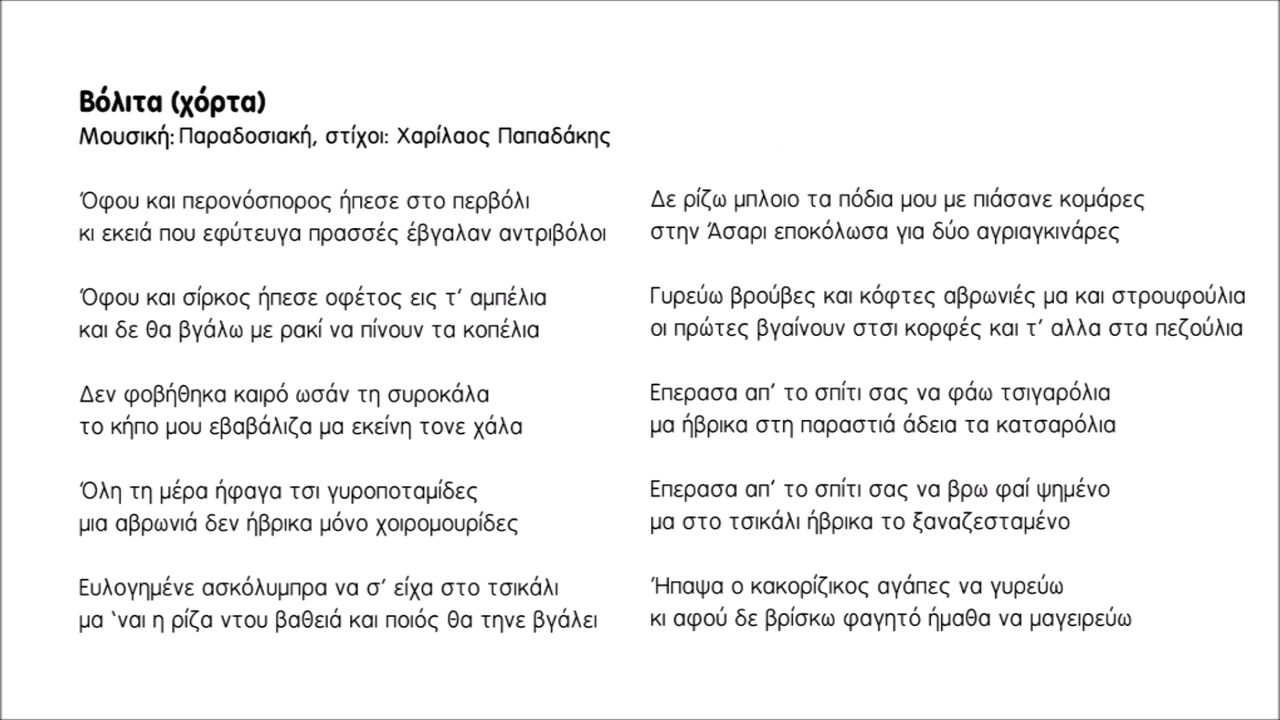 Βόλιτα (χόρτα)
Μουσική: Παραδοσιακή, στίχοι: Χαρίλαος Παπαδάκης
Όφου και περονόσπορος ήπεσε στο περβόλι
κι εκειά που εφύτευγα πρασσές έβγαλαν αντριβόλοι
Όφου και σίρκος ήπεσε οφέτος εις τ’ αμπέλια
και δε θα βγάλω με ρακί να πίνουν τα κοπέλια
Δεν φοβήθηκα καιρό ωσάν τη συροκάλα
το κήπο μου εβαβάλιζα μα εκείνη τονε χάλα
Όλη τη μέρα ήφαγα τσι γυροποταμίδες
μια αβρωνιά δεν ήβρικα μόνο χοιρομουρίδες
Ευλογημένε ασκόλυμπρα να σ’ είχα στο τσικάλι
μα ‘ναι η ρίζα ντου βαθειά και ποιός θα τηνε βγάλει
Δε ρίζω μπλοιο τα πόδια μου με πιάσανε κομάρες
στην Άσαρι εποκόλωσα για δύο αγριαγκινάρες
Γυρεύω βρούβες και κόφτες αβρωνιές μα και στρουφούλια
οι πρώτες βγαίνουν στσι κορφές και τ’ αλλα στα πεζούλια
Επερασα απ’ το σπίτι σας να φάω τσιγαρόλια
μα ήβρικα στη παραστιά άδεια τα κατσαρόλια
Επερασα απ’ το σπίτι σας να βρω φαί ψημένο
μα στο τσικάλι ήβρικα το ξαναζεσταμένο
Ήπαψα ο κακορίζικος αγάπες να γυρεύω
κι αφού δε βρίσκω φαγητό ήμαθα να μαγειρεύω